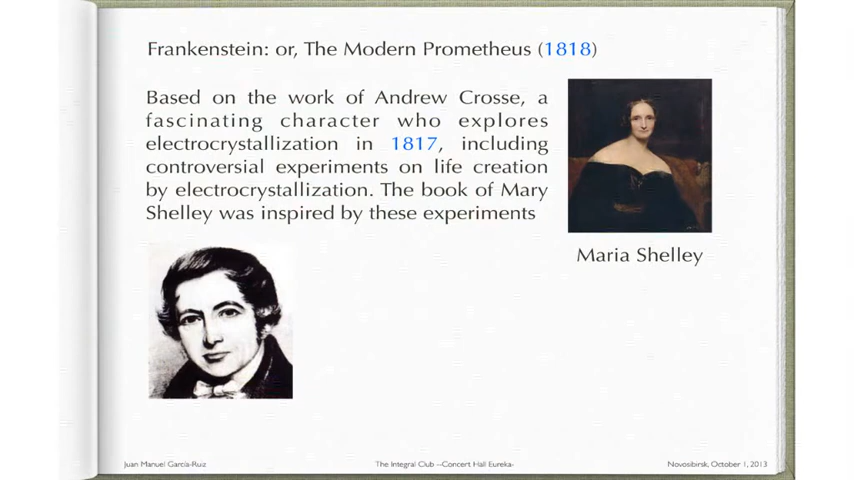 Frankenstein: or, The Modern Prometheus (1818)
Based on the work of Andrew Crosse, a
fascinating character who explores
electrocrystallization in 1817, including
controversial experiments on life creation
by electrocrystallization. The book of Mary
Shelley was inspired by these experiments
Maria Shelley
Juan Manuel García-Ruiz
The Integral Club --Concert Hall Eureka-
Novosibirsk, October 1, 2013